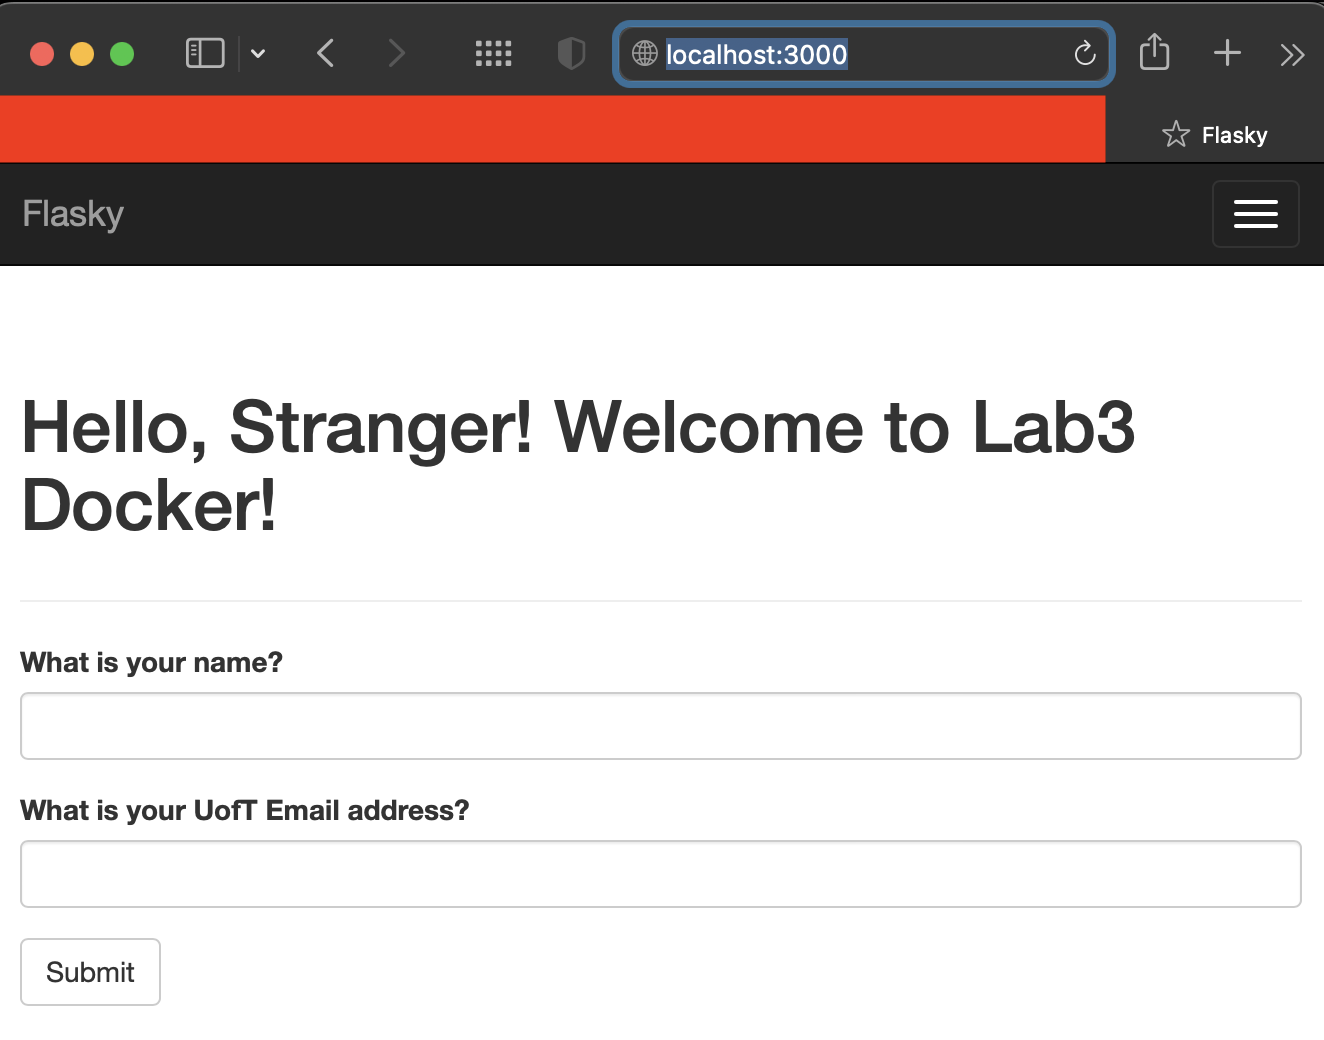 localhost:3000
Flasky
Flasky
Hello, Stranger! Welcome to Lab3
Docker!
What is your name?
What is your UofT Email address?
Submit